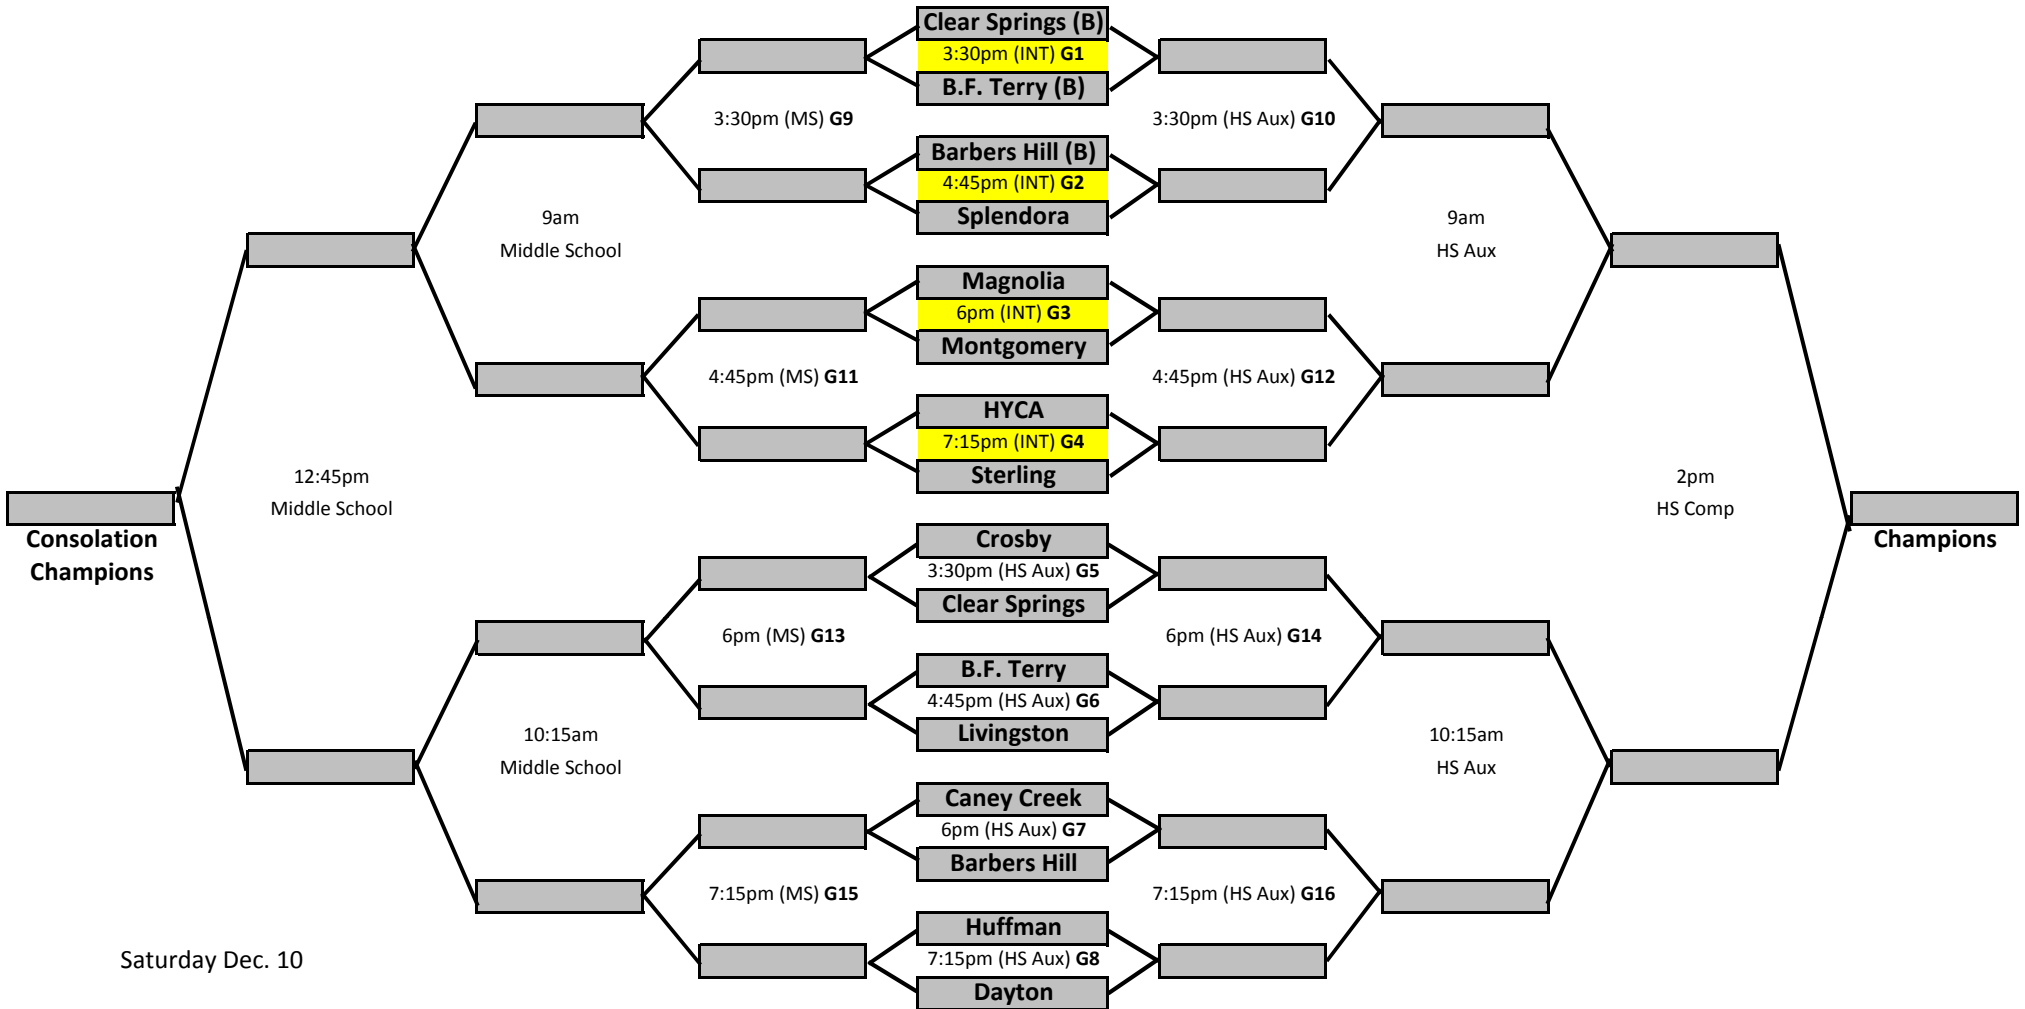 Clear Springs (B)
3:30pm (INT) G1
B.F. Terry (B)
3:30pm (MS) G9
3:30pm (HS Aux) G10
Barbers Hill (B)
4:45pm (INT) G2
Splendora
9am
Middle School
9am
HS Aux
Magnolia
6pm (INT) G3
Montgomery
4:45pm (MS) G11
4:45pm (HS Aux) G12
HYCA
7:15pm (INT) G4
Sterling
12:45pm
Middle School
2pm
HS Comp
Consolation
Champions
Champions
Crosby
3:30pm (HS Aux) G5
Clear Springs
6pm (MS) G13
6pm (HS Aux) G14
B.F. Terry
4:45pm (HS Aux) G6
Livingston
10:15am
Middle School
10:15am
HS Aux
Caney Creek
6pm (HS Aux) G7
Barbers Hill
7:15pm (MS) G15
7:15pm (HS Aux) G16
Huffman
7:15pm (HS Aux) G8
Dayton
Saturday Dec. 10